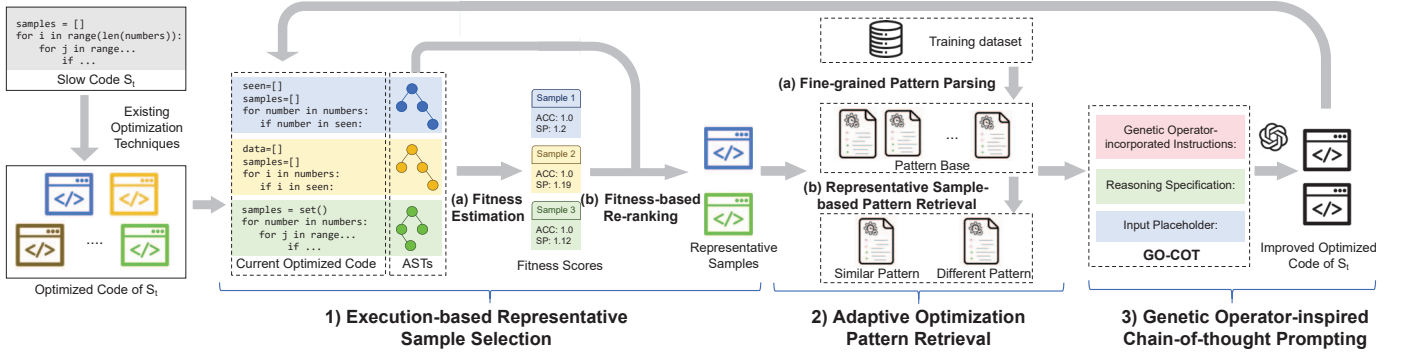 samples = []
for i in range(len(numbers)):
for j in range...
if ...
Slow Code St
Existing
Optimization
Techniques
</>
</>
</>
....
</>
Optimized Code of St
seen=[]
samples=[]
for number in numbers:
if number in seen:
data=[]
samples=[]
for i in numbers:
if i in seen:
samples = set()
for number in numbers:
for j in range...
if ...
Current Optimized Code
ASTs
(a) Fitness
Estimation
Sample 1
ACC: 1.0
SP: 1.2
Sample 2
ACC: 1.0
SP: 1.19
Sample 3
ACC: 1.0
SP: 1.12
Fitness Scores
(b) Fitness-based
Re-ranking
</>
</>
Representative
Samples
1) Execution-based Representative
Sample Selection
Training dataset
(a) Fine-grained Pattern Parsing
...
Pattern Base
(b) Representative Sample-
based Pattern Retrieval
Similar Pattern
Different Pattern
2) Adaptive Optimization
Pattern Retrieval
Genetic Operator-
incorporated Instructions:
Reasoning Specification:
Input Placeholder:
GO-COT
</>
</>
Improved Optimized
Code of St
3) Genetic Operator-inspired
Chain-of-thought Prompting